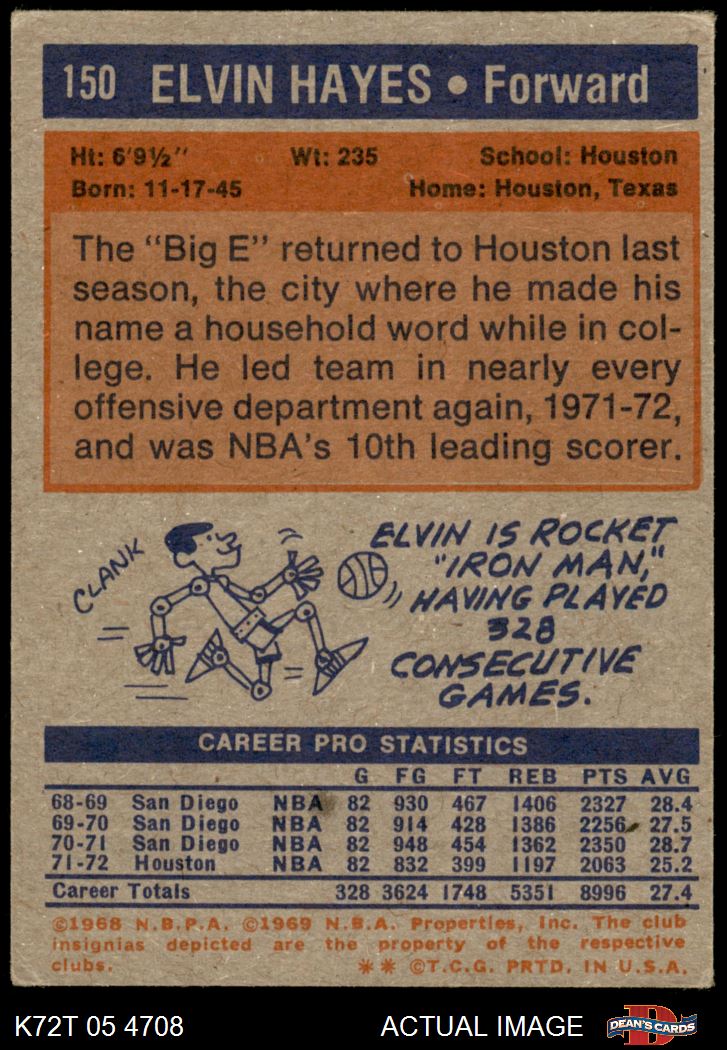 150 ELVIN HAYES • Forward
Ht: 6'9½" Wt: 235 School: Houston
Born: 11-17-45 Home: Houston, Texas
The "Big E" returned to Houston last
season, the city where he made his
name a household word while in col-
lege. He led team in nearly every
offensive department again, 1971-72,
and was NBA's 10th leading scorer.
CLANK
ELVIN IS ROCKET
"IRON MAN,"
HAVING PLAYED
328
CONSECUTIVE
GAMES.
CAREER PRO STATISTICS
G FG FT REB PTS AVG
68-69 San Diego NBA 82 930 467 1406 2327 28.4
69-70 San Diego NBA 82 914 428 1386 2256 27.5
70-71 San Diego NBA 82 948 454 1362 2350 28.7
71-72 Houston NBA 82 832 399 1197 2063 25.2
Career Totals 328 3624 1748 5351 8996 27.4
©1968 N.B.P.A. ©1969 N.B.A. Properties, Inc. The club
insignias depicted are the property of the respective
clubs. ** ©T.C.G. PRTD. IN U.S.A.
K72T 05 4708 ACTUAL IMAGE D DEAN'S CARDS